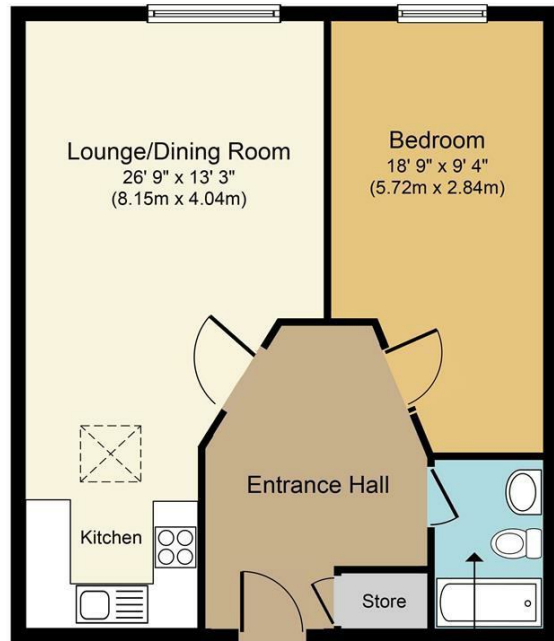 Lounge/Dining Room
26' 9" x 13' 3"
(8.15m x 4.04m)
Bedroom
18' 9" x 9' 4"
(5.72m x 2.84m)
Entrance Hall
Kitchen
Store